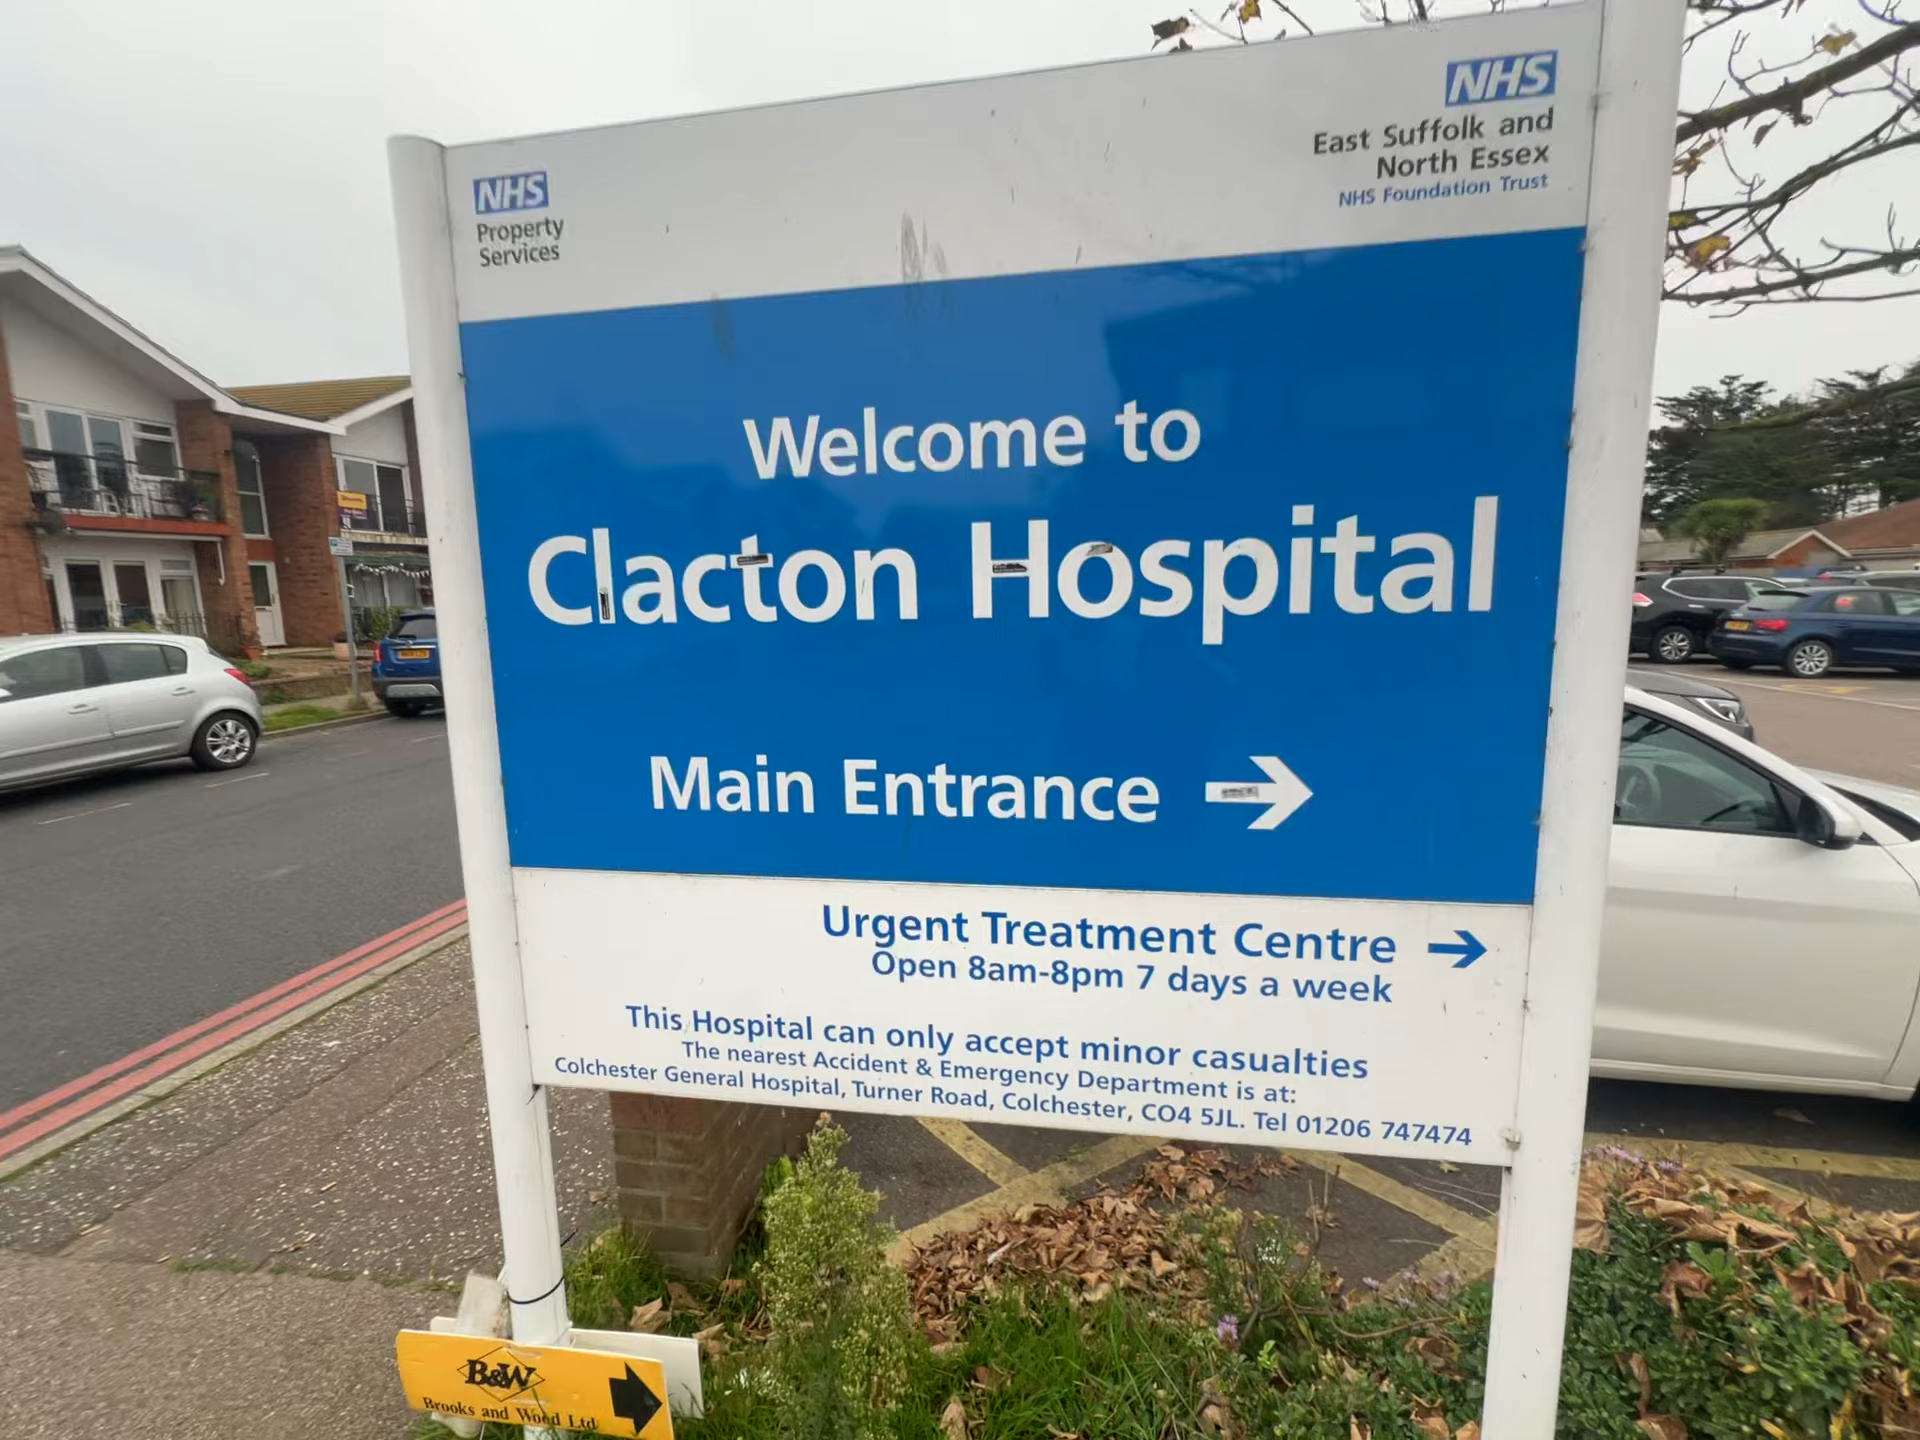 NHS
Property
Services
NHS
East Suffolk and
North Essex
NHS Foundation Trust
Welcome to
Clacton Hospital
Main Entrance
Urgent Treatment Centre
Open 8am-8pm 7 days a week
This Hospital can only accept minor casualties
The nearest Accident & Emergency Department is at:
Colchester General Hospital, Turner Road, Colchester, CO4 5JL. Tel 01206 747474
B&W
Brooks and Wood Ltd